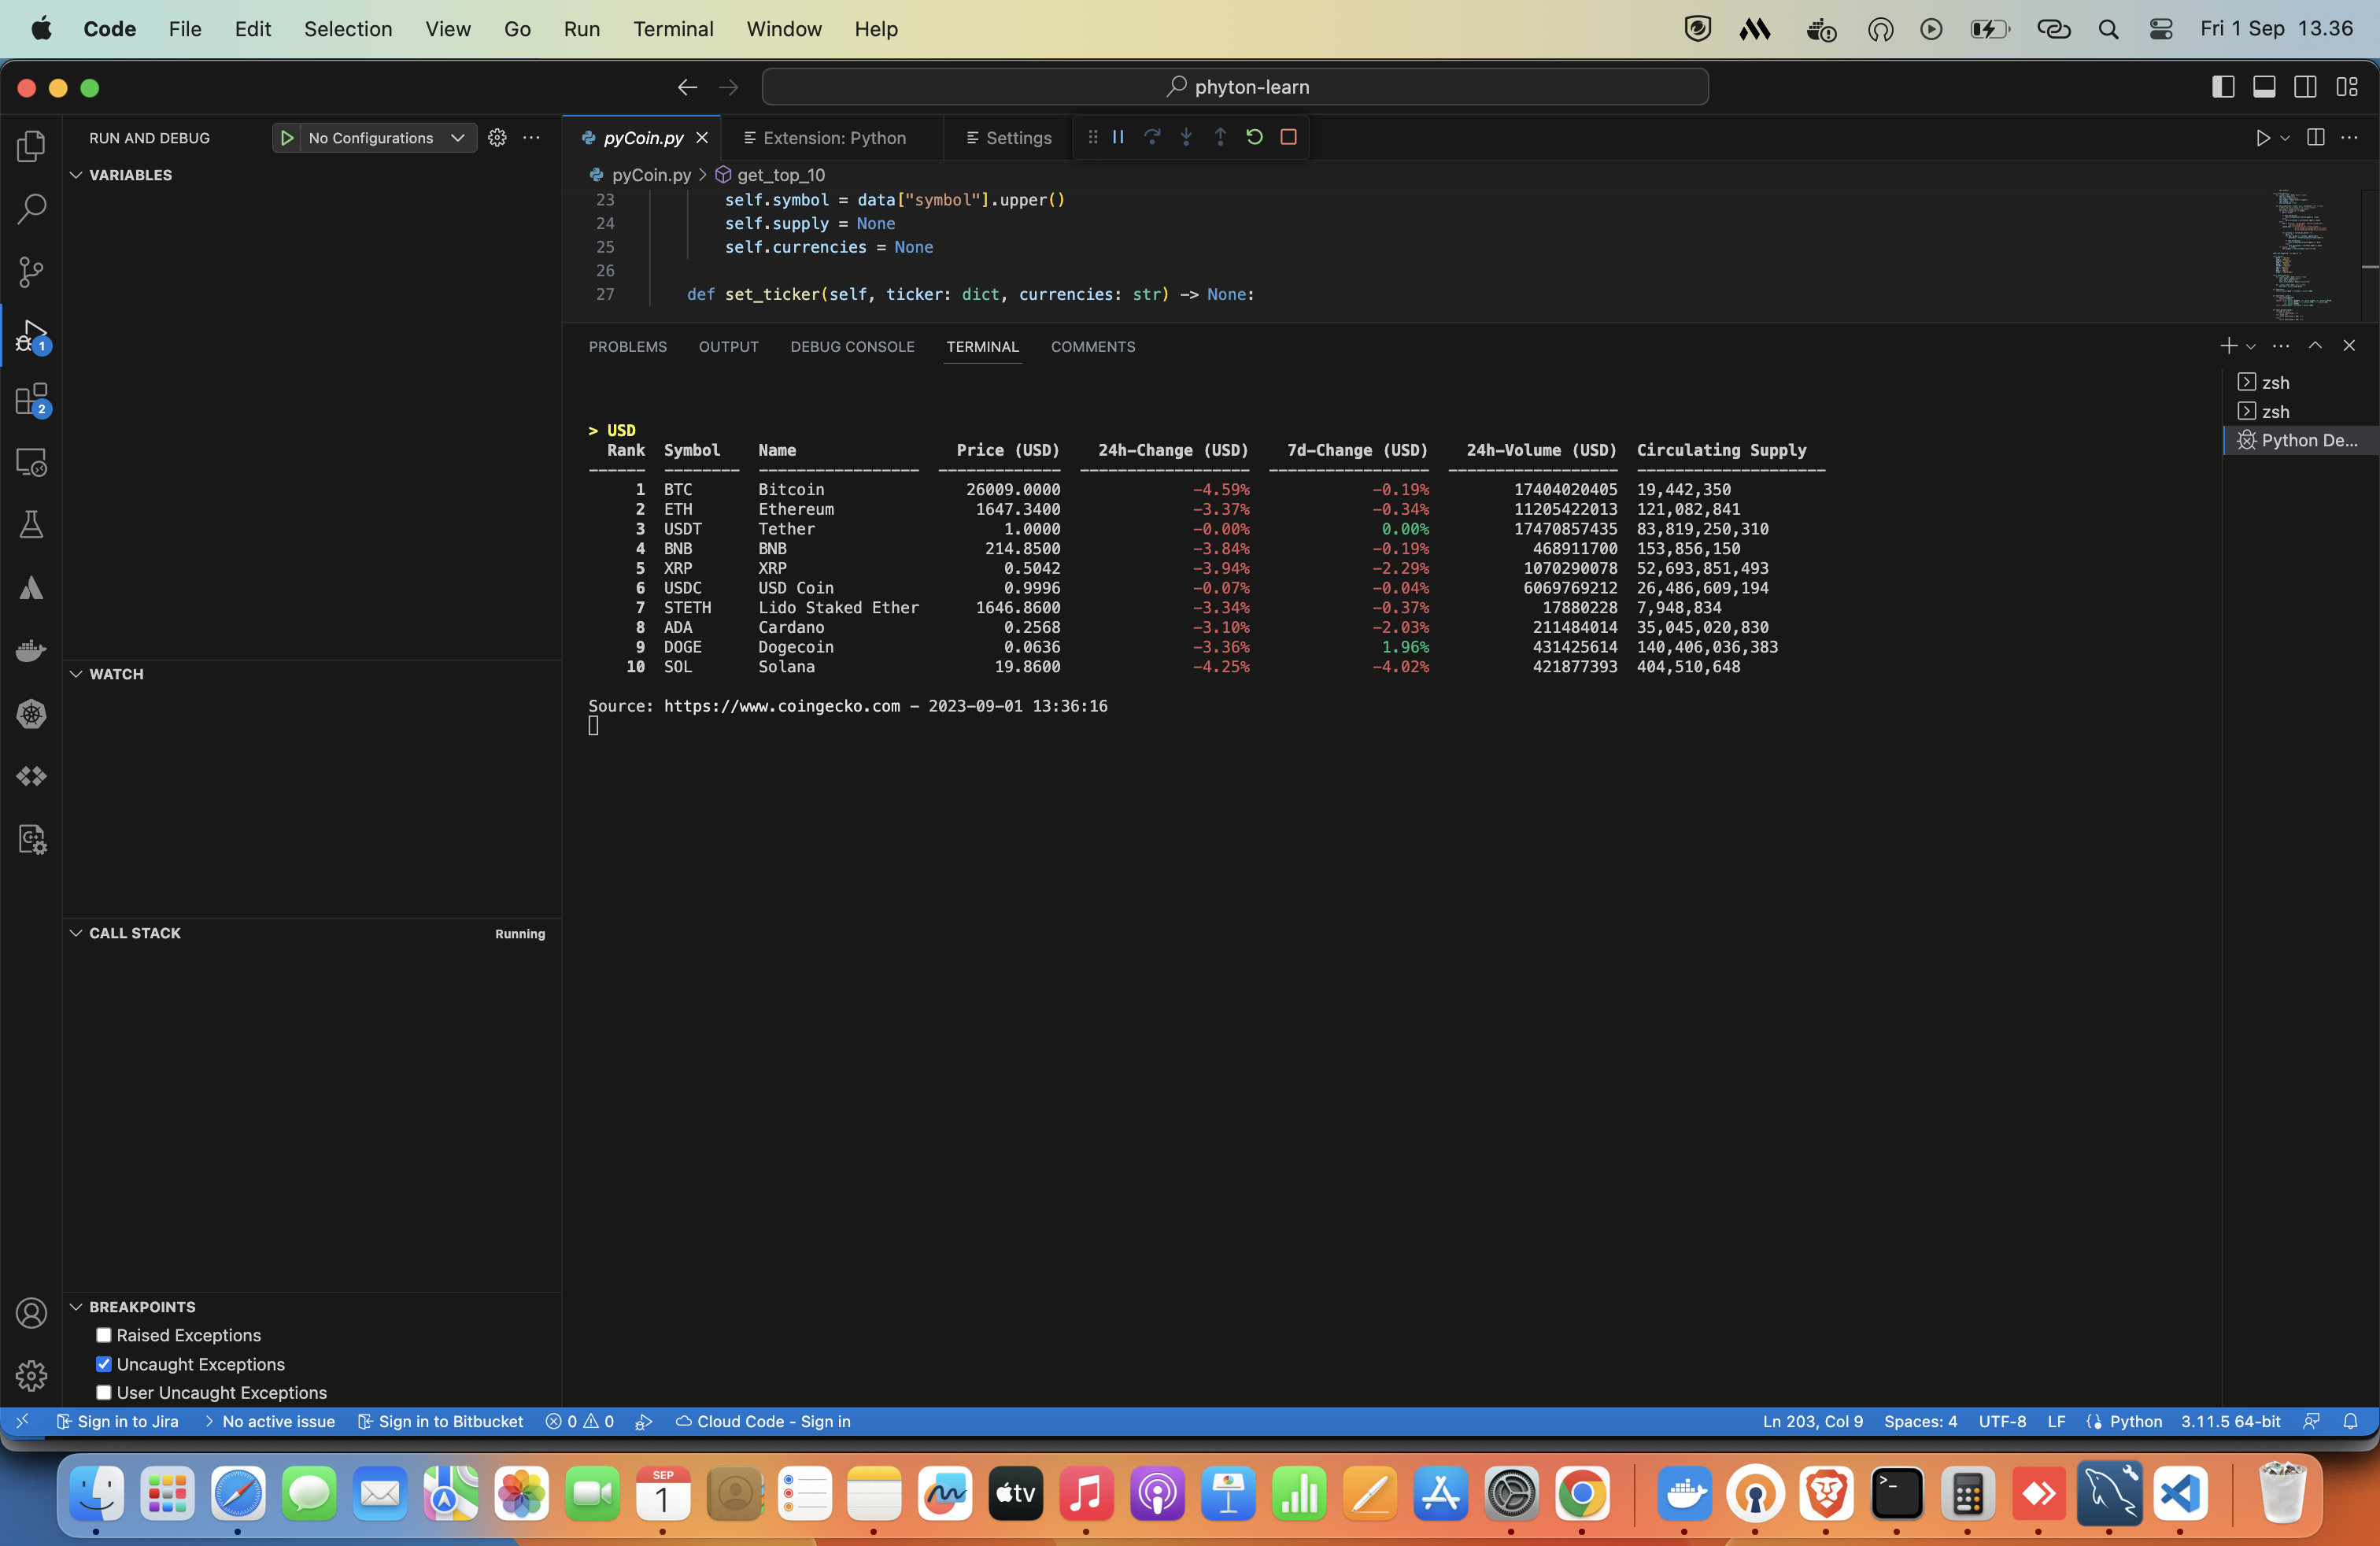 Code File Edit Selection View Go Run Terminal Window Help Fri 1 Sep 13.36
phyton-learn
RUN AND DEBUG No Configurations
pyCoin.py Extension: Python Settings
VARIABLES
pyCoin.py > get_top_10
23 self.symbol = data["symbol"].upper()
24 self.supply = None
25 self.currencies = None
26
27 def set_ticker(self, ticker: dict, currencies: str) -> None:
PROBLEMS OUTPUT DEBUG CONSOLE TERMINAL COMMENTS
zsh
zsh
Python De...
> USD
Rank Symbol Name Price (USD) 24h-Change (USD) 7d-Change (USD) 24h-Volume (USD) Circulating Supply
1 BTC Bitcoin 26009.0000 -4.59% -0.19% 17404020405 19,442,350
2 ETH Ethereum 1647.3400 -3.37% -0.34% 11205422013 121,082,841
3 USDT Tether 1.0000 -0.00% 0.00% 17470857435 83,819,250,310
4 BNB BNB 214.8500 -3.84% -0.19% 468911700 153,856,150
5 XRP XRP 0.5042 -3.94% -2.29% 1070290078 52,693,851,493
6 USDC USD Coin 0.9996 -0.07% -0.04% 6069769212 26,486,609,194
7 STETH Lido Staked Ether 1646.8600 -3.34% -0.37% 17880228 7,948,834
8 ADA Cardano 0.2568 -3.10% -2.03% 211484014 35,045,020,830
9 DOGE Dogecoin 0.0636 -3.36% 1.96% 431425614 140,406,036,383
10 SOL Solana 19.8600 -4.25% -4.02% 421877393 404,510,648
Source: https://www.coingecko.com - 2023-09-01 13:36:16
1
2
WATCH
CALL STACK Running
BREAKPOINTS
Raised Exceptions
Uncaught Exceptions
User Uncaught Exceptions
Sign in to Jira > No active issue Sign in to Bitbucket 0 0 Cloud Code - Sign in Ln 203, Col 9 Spaces: 4 UTF-8 LF Python 3.11.5 64-bit
SEP
1
tv